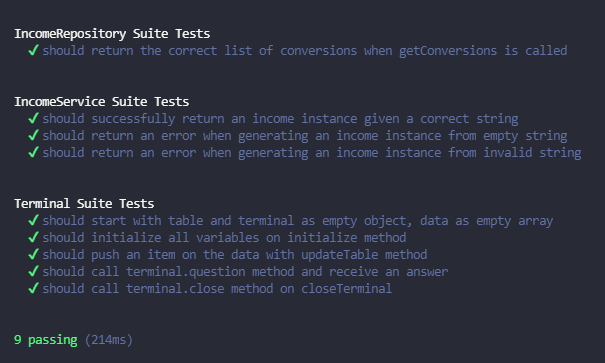 IncomeRepository Suite Tests
✔ should return the correct list of conversions when getConversions is called
IncomeService Suite Tests
✔ should successfully return an income instance given a correct string
✔ should return an error when generating an income instance from empty string
✔ should return an error when generating an income instance from invalid string
Terminal Suite Tests
✔ should start with table and terminal as empty object, data as empty array
✔ should initialize all variables on initialize method
✔ should push an item on the data with updateTable method
✔ should call terminal.question method and receive an answer
✔ should call terminal.close method on closeTerminal
9 passing (214ms)